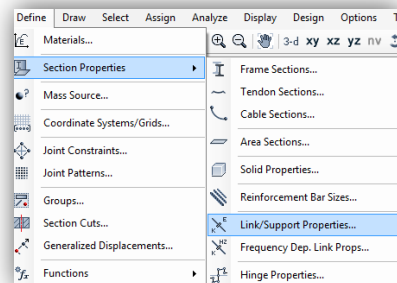 Define Draw Select Assign Analyze Display Design Options
Materials...
3-d xy xz yz nv
Section Properties
Mass Source...
Coordinate Systems/Grids...
Joint Constraints...
Joint Patterns...
Groups...
Section Cuts...
Generalized Displacements...
Functions
Frame Sections...
Tendon Sections...
Cable Sections...
Area Sections...
Solid Properties...
Reinforcement Bar Sizes...
Link/Support Properties...
Frequency Dep. Link Props...
Hinge Properties...